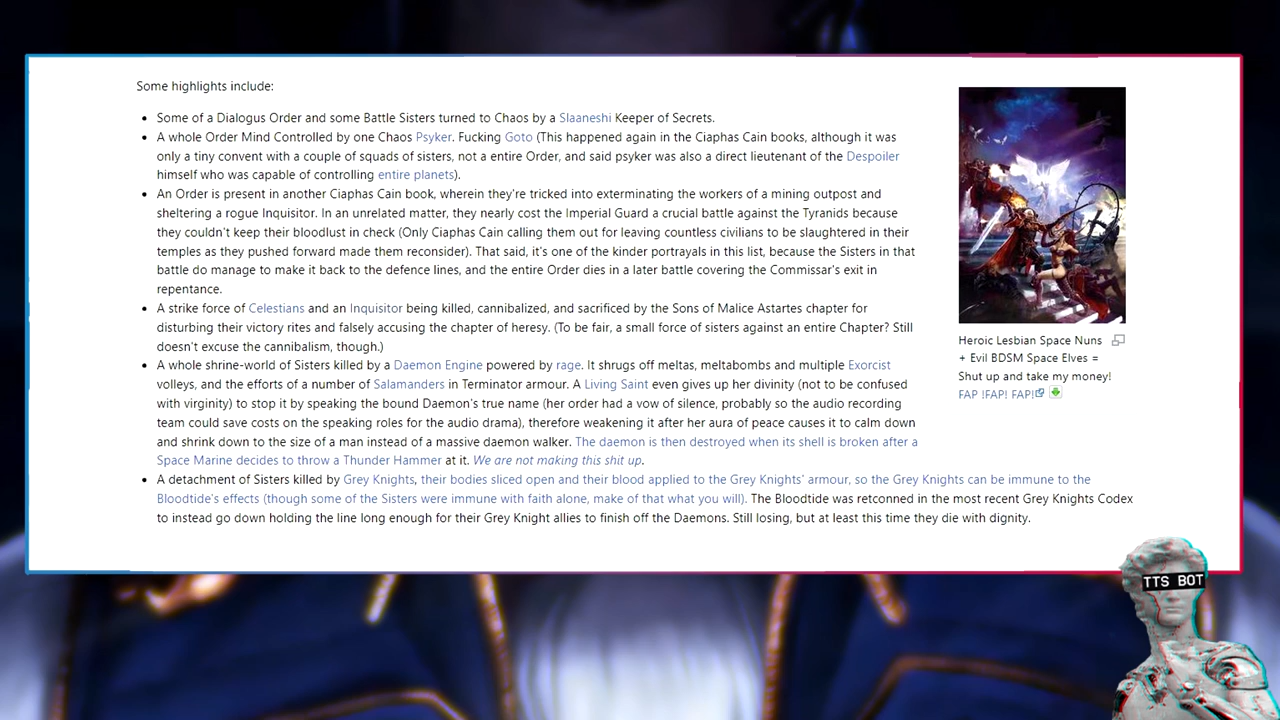 Some highlights include:
Some of a Dialogus Order and some Battle Sisters turned to Chaos by a Slaaneshi Keeper of Secrets.
A whole Order Mind Controlled by one Chaos Psyker. Fucking Goto (This happened again in the Ciaphas Cain books, although it was
only a tiny convent with a couple of squads of sisters, not a entire Order, and said psyker was also a direct lieutenant of the Despoiler
himself who was capable of controlling entire planets).
An Order is present in another Ciaphas Cain book, wherein they're tricked into exterminating the workers of a mining outpost and
sheltering a rogue Inquisitor. In an unrelated matter, they nearly cost the Imperial Guard a crucial battle against the Tyranids because
they couldn't keep their bloodlust in check (Only Ciaphas Cain calling them out for leaving countless civilians to be slaughtered in their
temples as they pushed forward made them reconsider). That said, it's one of the kinder portrayals in this list, because the Sisters in that
battle do manage to make it back to the defence lines, and the entire Order dies in a later battle covering the Commissar's exit in
repentance.
A strike force of Celestians and an Inquisitor being killed, cannibalized, and sacrificed by the Sons of Malice Astartes chapter for
disturbing their victory rites and falsely accusing the chapter of heresy. (To be fair, a small force of sisters against an entire Chapter? Still
doesn't excuse the cannibalism, though.)
A whole shrine-world of Sisters killed by a Daemon Engine powered by rage. It shrugs off meltas, meltabombs and multiple Exorcist
volleys, and the efforts of a number of Salamanders in Terminator armour. A Living Saint even gives up her divinity (not to be confused
with virginity) to stop it by speaking the bound Daemon's true name (her order had a vow of silence, probably so the audio recording
team could save costs on the speaking roles for the audio drama), therefore weakening it after her aura of peace causes it to calm down
and shrink down to the size of a man instead of a massive daemon walker. The daemon is then destroyed when its shell is broken after a
Space Marine decides to throw a Thunder Hammer at it. We are not making this shit up.
A detachment of Sisters killed by Grey Knights, their bodies sliced open and their blood applied to the Grey Knights' armour, so the Grey Knights can be immune to the
Bloodtide's effects (though some of the Sisters were immune with faith alone, make of that what you will). The Bloodtide was retconned in the most recent Grey Knights Codex
to instead go down holding the line long enough for their Grey Knight allies to finish off the Daemons. Still losing, but at least this time they die with dignity.
Heroic Lesbian Space Nuns
+ Evil BDSM Space Elves =
Shut up and take my money!
FAP !FAP! FAP!
TTS BOT